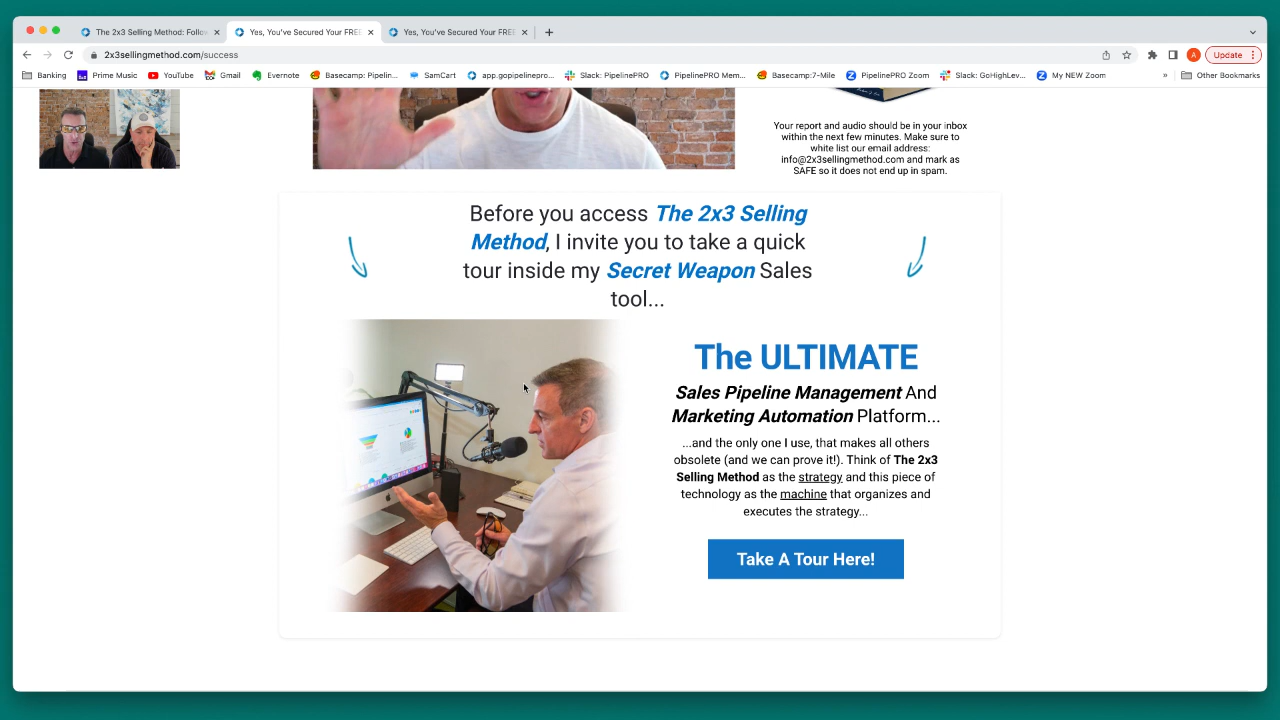 The 2x3 Selling Method: Follow
Yes, You've Secured Your FREE
Yes, You've Secured Your FREE
2x3sellingmethod.com/success
A
Update
Banking
Prime Music
YouTube
Gmail
Evernote
Basecamp: Pipelin...
SamCart
app.gopipelinepro...
Slack: PipelinePRO
PipelinePRO Mem...
Basecamp:7-Mile
PipelinePRO Zoom
Slack: GoHighLev...
My NEW Zoom
»
Other Bookmarks
Your report and audio should be in your inbox
within the next few minutes. Make sure to
white list our email address:
info@2x3sellingmethod.com and mark as
SAFE so it does not end up in spam.
Before you access The 2x3 Selling
Method, I invite you to take a quick
tour inside my Secret Weapon Sales
tool...
The ULTIMATE
Sales Pipeline Management And
Marketing Automation Platform...
...and the only one I use, that makes all others
obsolete (and we can prove it!). Think of The 2x3
Selling Method as the strategy and this piece of
technology as the machine that organizes and
executes the strategy...
Take A Tour Here!